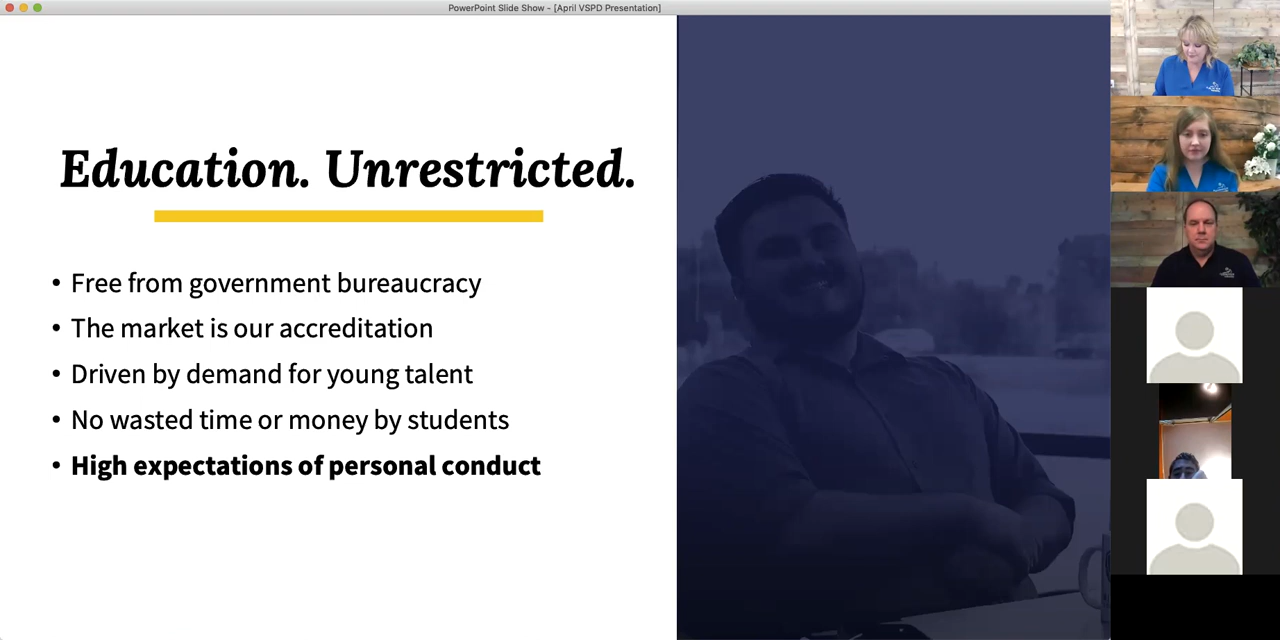 PowerPoint Slide Show - [April VSPD Presentation]
Education. Unrestricted.
• Free from government bureaucracy
• The market is our accreditation
• Driven by demand for young talent
• No wasted time or money by students
• High expectations of personal conduct